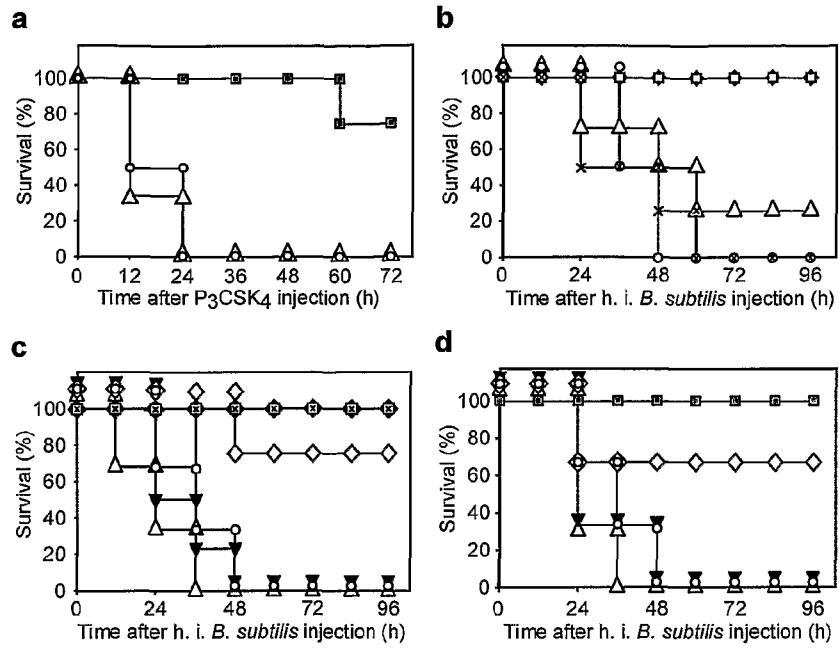 a
Survival (%)
100
80
60
40
20
0
0 12 24 36 48 60 72
Time after P3CSK4 injection (h)
b
Survival (%)
100
80
60
40
20
0
0 24 48 72 96
Time after h. i. B. subtilis injection (h)
c
Survival (%)
100
80
60
40
20
0
0 24 48 72 96
Time after h. i. B. subtilis injection (h)
d
Survival (%)
100
80
60
40
20
0
0 24 48 72 96
Time after h. i. B. subtilis injection (h)